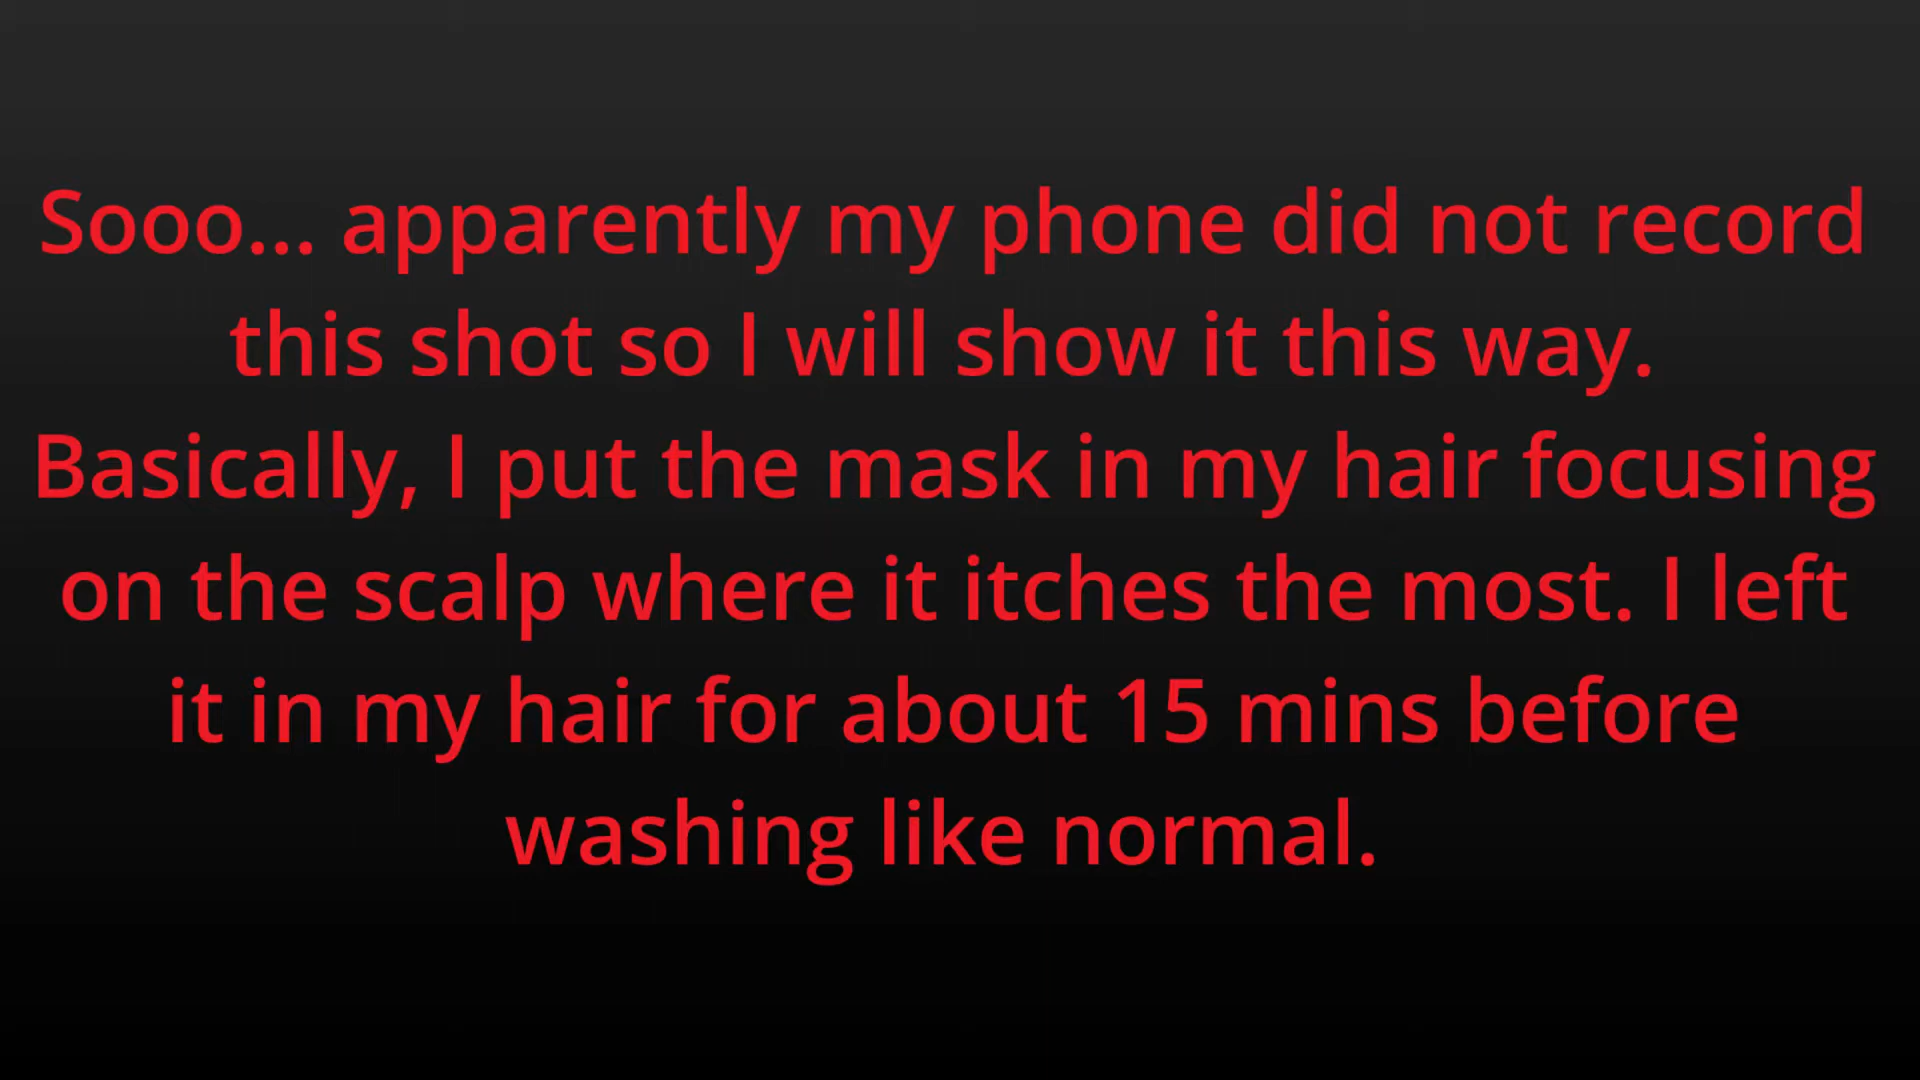 Sooo... apparently my phone did not record
this shot so I will show it this way.
Basically, I put the mask in my hair focusing
on the scalp where it itches the most. I left
it in my hair for about 15 mins before
washing like normal.